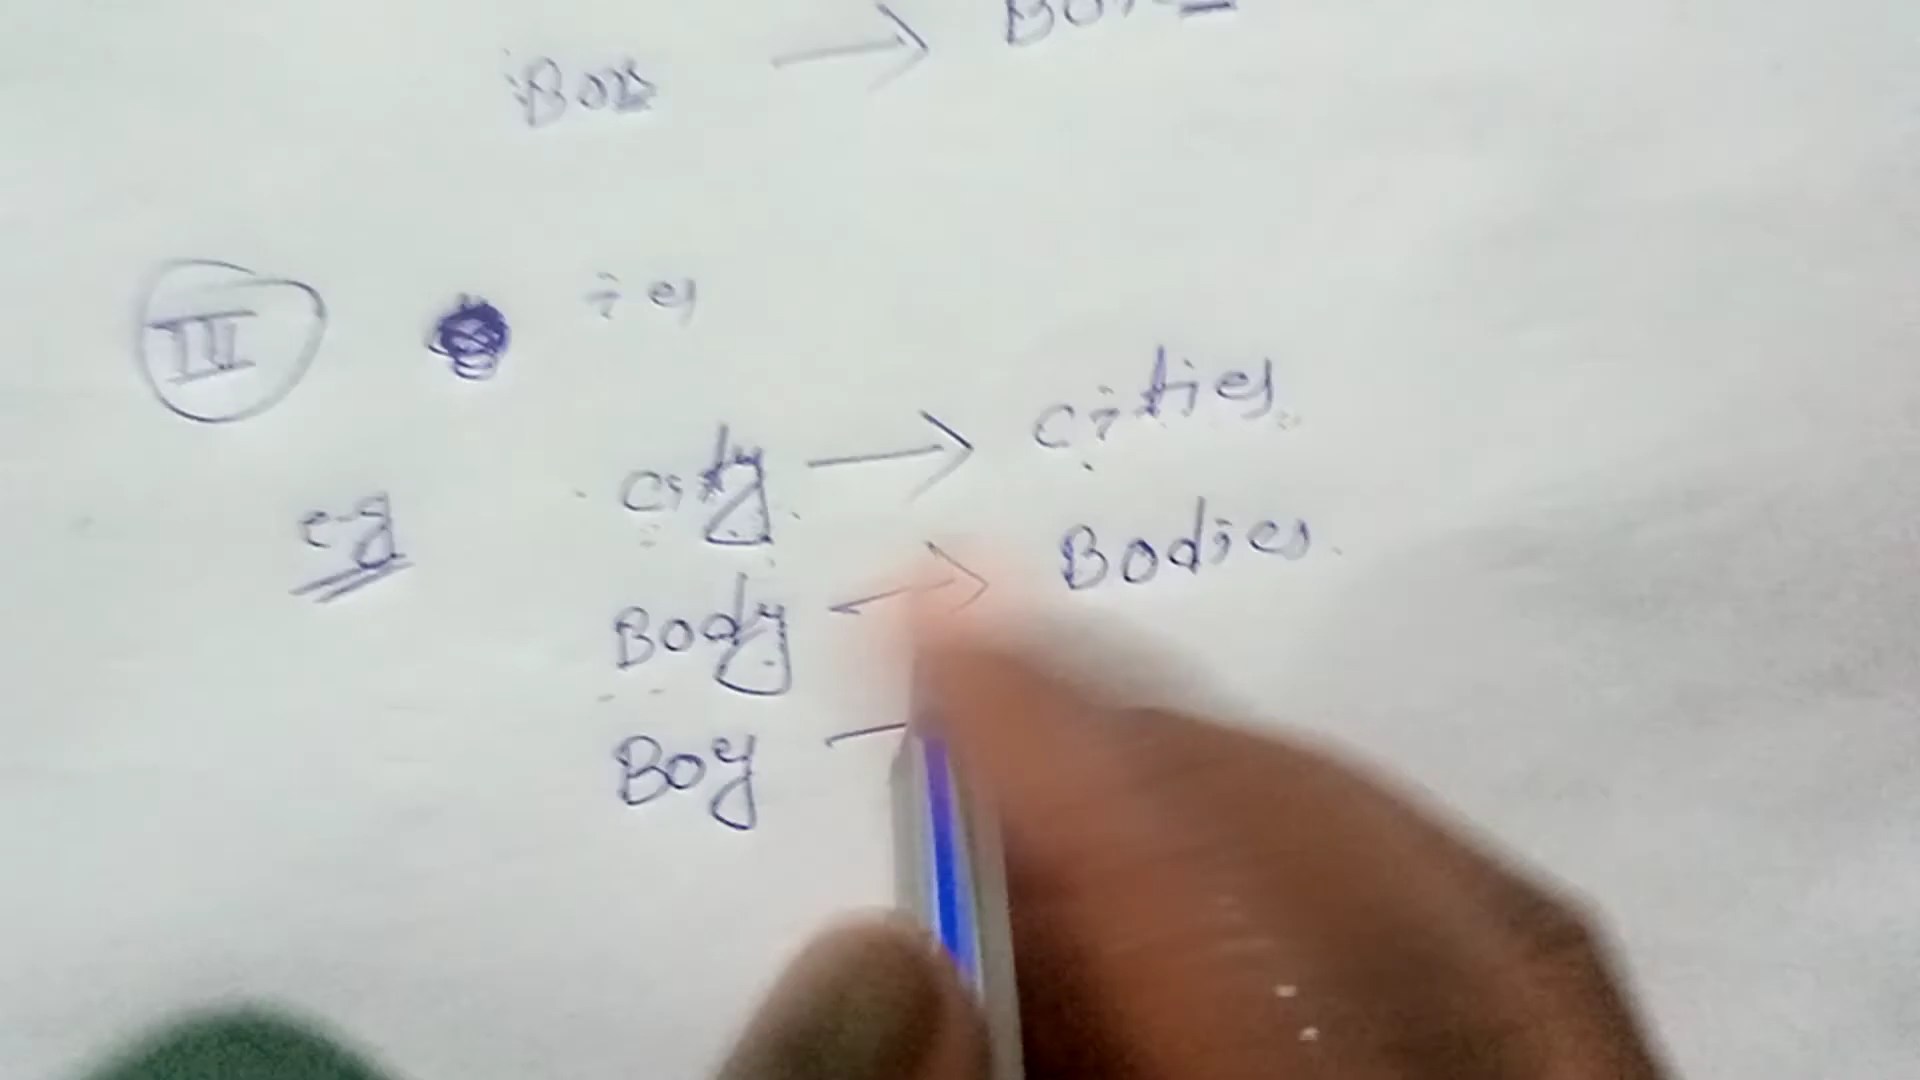 Box →
III ies
City → Cities
e.g
Body → Bodies
Boy